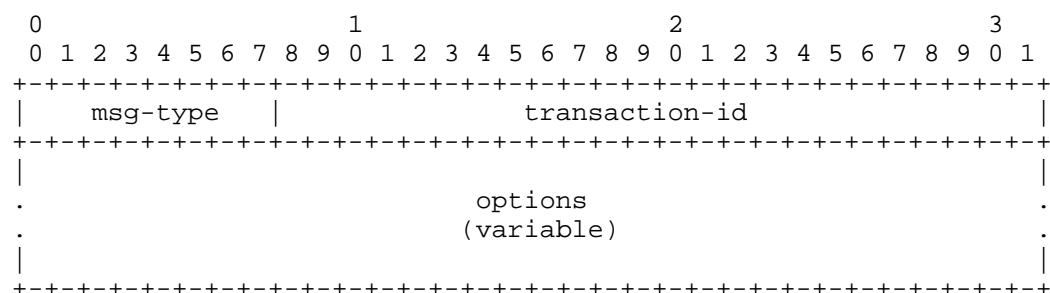 0                   1                   2                   3
 0 1 2 3 4 5 6 7 8 9 0 1 2 3 4 5 6 7 8 9 0 1 2 3 4 5 6 7 8 9 0 1
+-+-+-+-+-+-+-+-+-+-+-+-+-+-+-+-+-+-+-+-+-+-+-+-+-+-+-+-+-+-+-+-+
|    msg-type   |               transaction-id                  |
+-+-+-+-+-+-+-+-+-+-+-+-+-+-+-+-+-+-+-+-+-+-+-+-+-+-+-+-+-+-+-+-+
|                                                               |
.                            options                            .
.                           (variable)                          .
|                                                               |
+-+-+-+-+-+-+-+-+-+-+-+-+-+-+-+-+-+-+-+-+-+-+-+-+-+-+-+-+-+-+-+-+